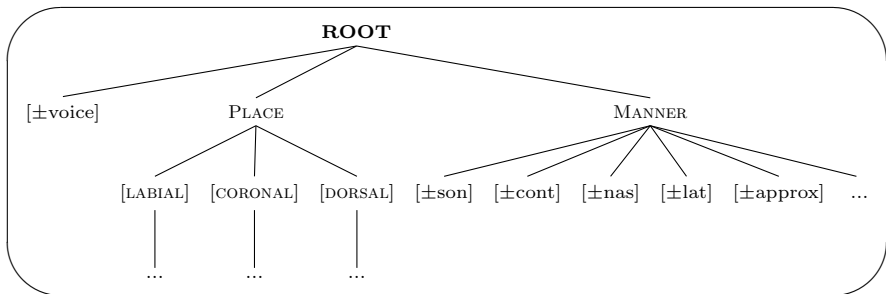 ROOT
[±voice] PLACE MANNER
[LABIAL] [CORONAL] [DORSAL] [±son] [±cont] [±nas] [±lat] [±approx] ...
... ... ...